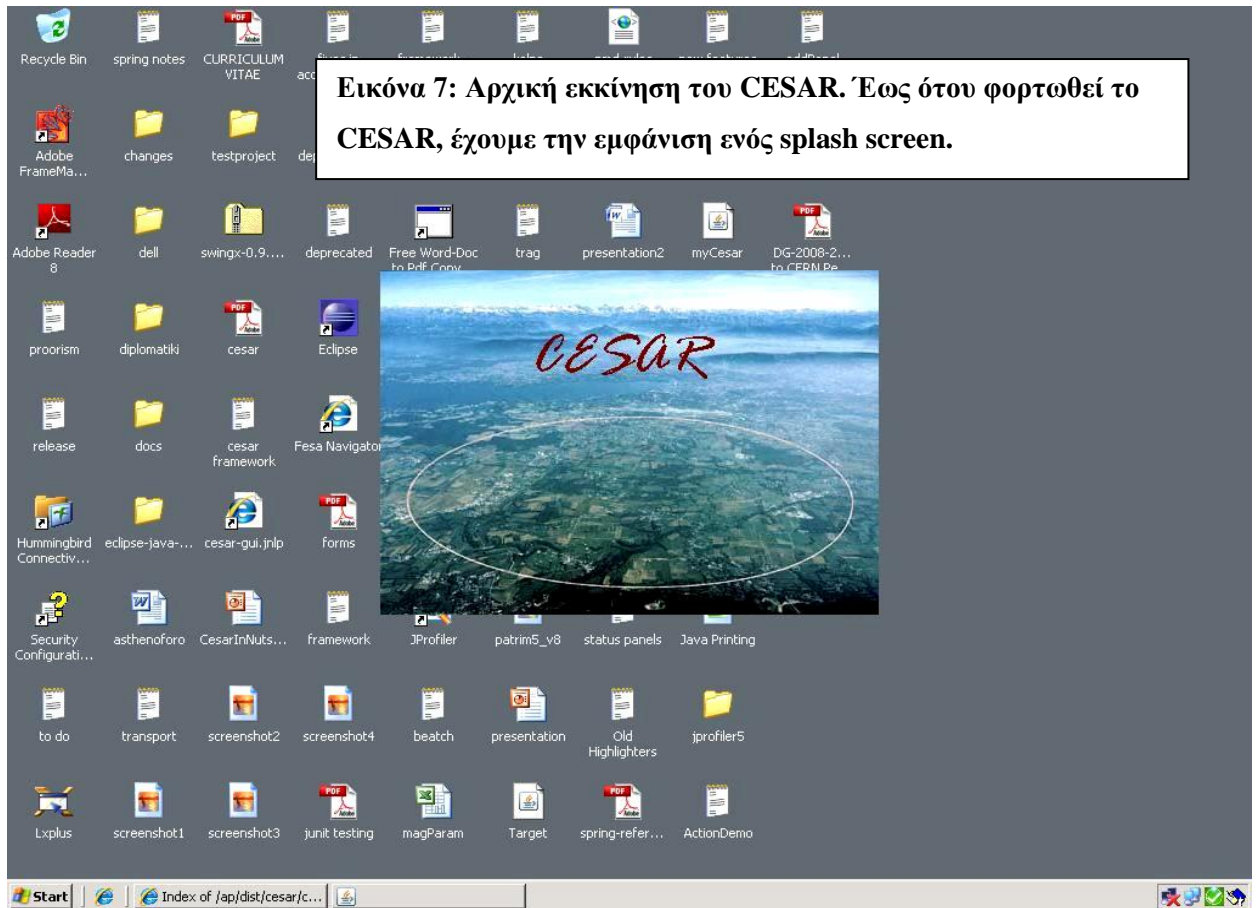 Recycle Bin
spring notes
CURRICULUM
VITAE
Εικόνα 7: Αρχική εκκίνηση του CESAR. Έως ότου φορτωθεί το
CESAR, έχουμε την εμφάνιση ενός splash screen.
Adobe
FrameMa...
changes
testproject
Adobe Reader
8
dell
swingx-0.9....
deprecated
Free Word-Doc
to Pdf Conv
trag
presentation2
myCesar
DG-2008-2...
to CERN Pe
proorism
diplomatiki
cesar
Eclipse
CESAR
release
docs
cesar
framework
Fesa Navigator
Hummingbird
Connectiv...
eclipse-java-...
cesar-gui.jnlp
forms
Security
Configurati...
asthenoforo
CesarInNuts...
framework
JProfiler
patrim5_v8
status panels
Java Printing
to do
transport
screenshot2
screenshot4
beatch
presentation
Old
Highlighters
jprofiler5
Lxplus
screenshot1
screenshot3
junit testing
magParam
Target
spring-refer...
ActionDemo
Start
Index of /ap/dist/cesar/c...